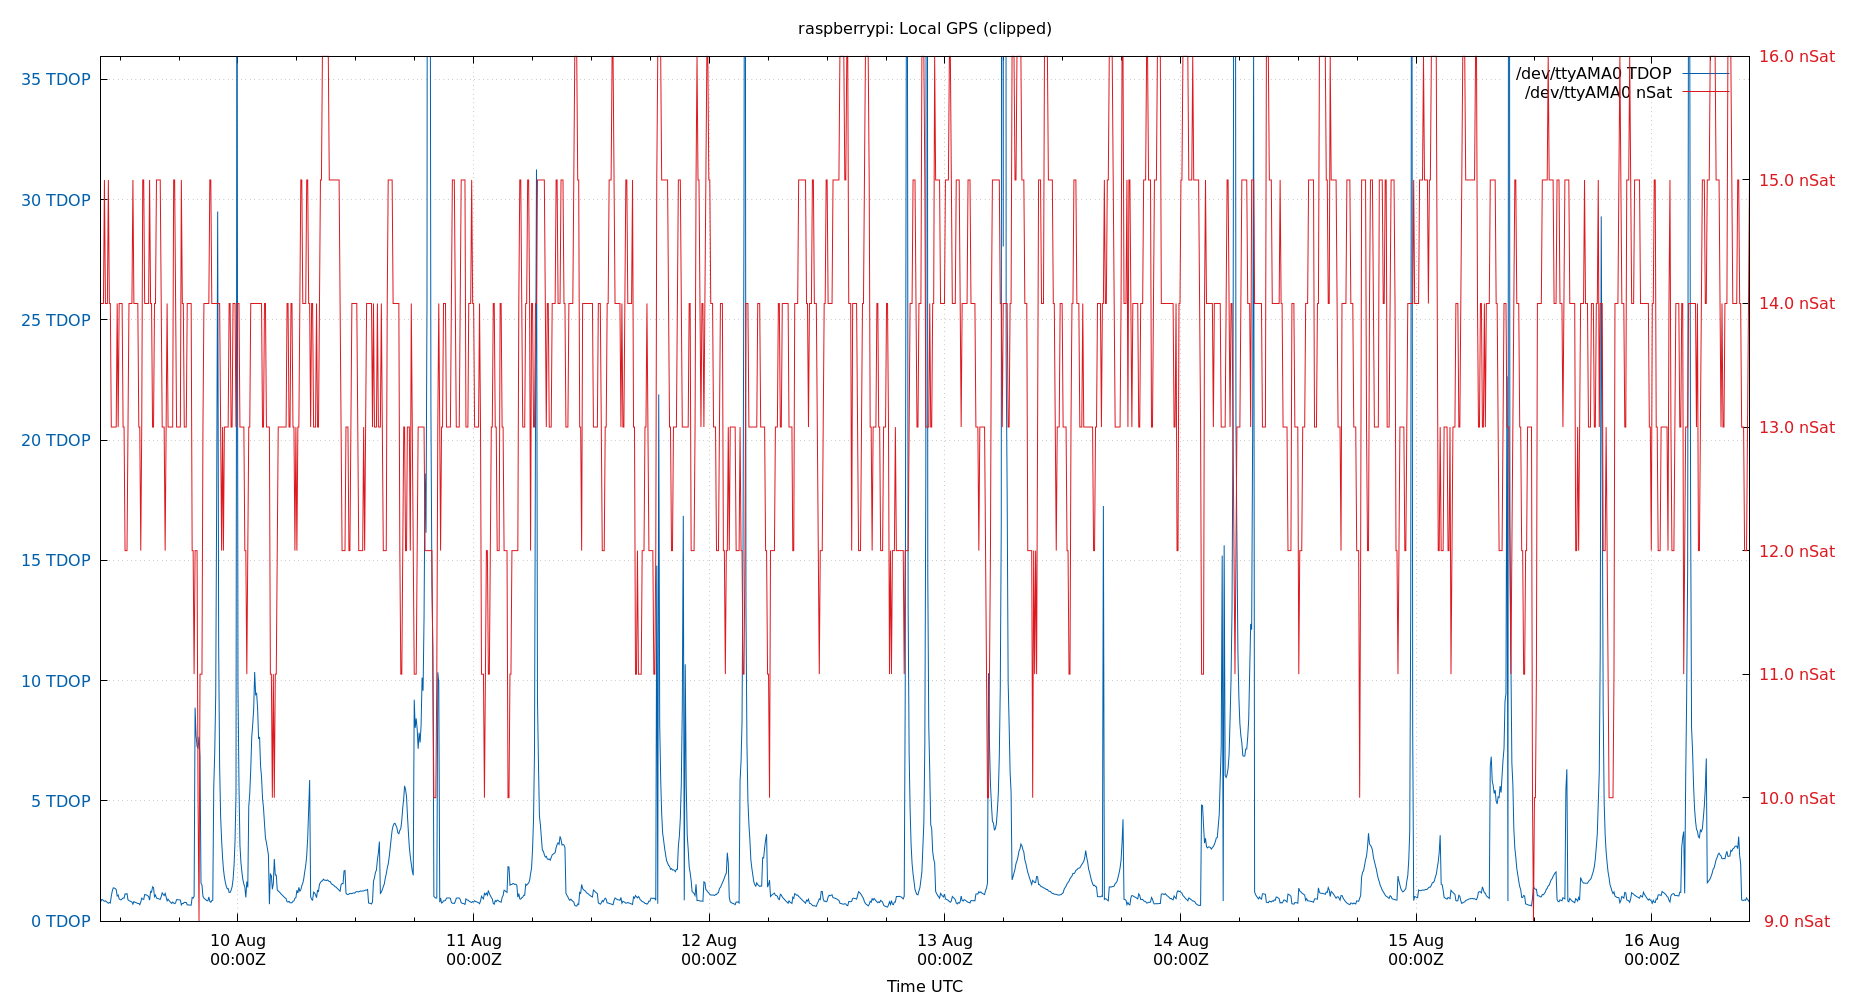 raspberrypi: Local GPS (clipped)
35 TDOP
30 TDOP
25 TDOP
20 TDOP
15 TDOP
10 TDOP
5 TDOP
0 TDOP
16.0 nSat
15.0 nSat
14.0 nSat
13.0 nSat
12.0 nSat
11.0 nSat
10.0 nSat
9.0 nSat
/dev/ttyAMA0 TDOP
/dev/ttyAMA0 nSat
10 Aug
00:00Z
11 Aug
00:00Z
12 Aug
00:00Z
13 Aug
00:00Z
14 Aug
00:00Z
15 Aug
00:00Z
16 Aug
00:00Z
Time UTC